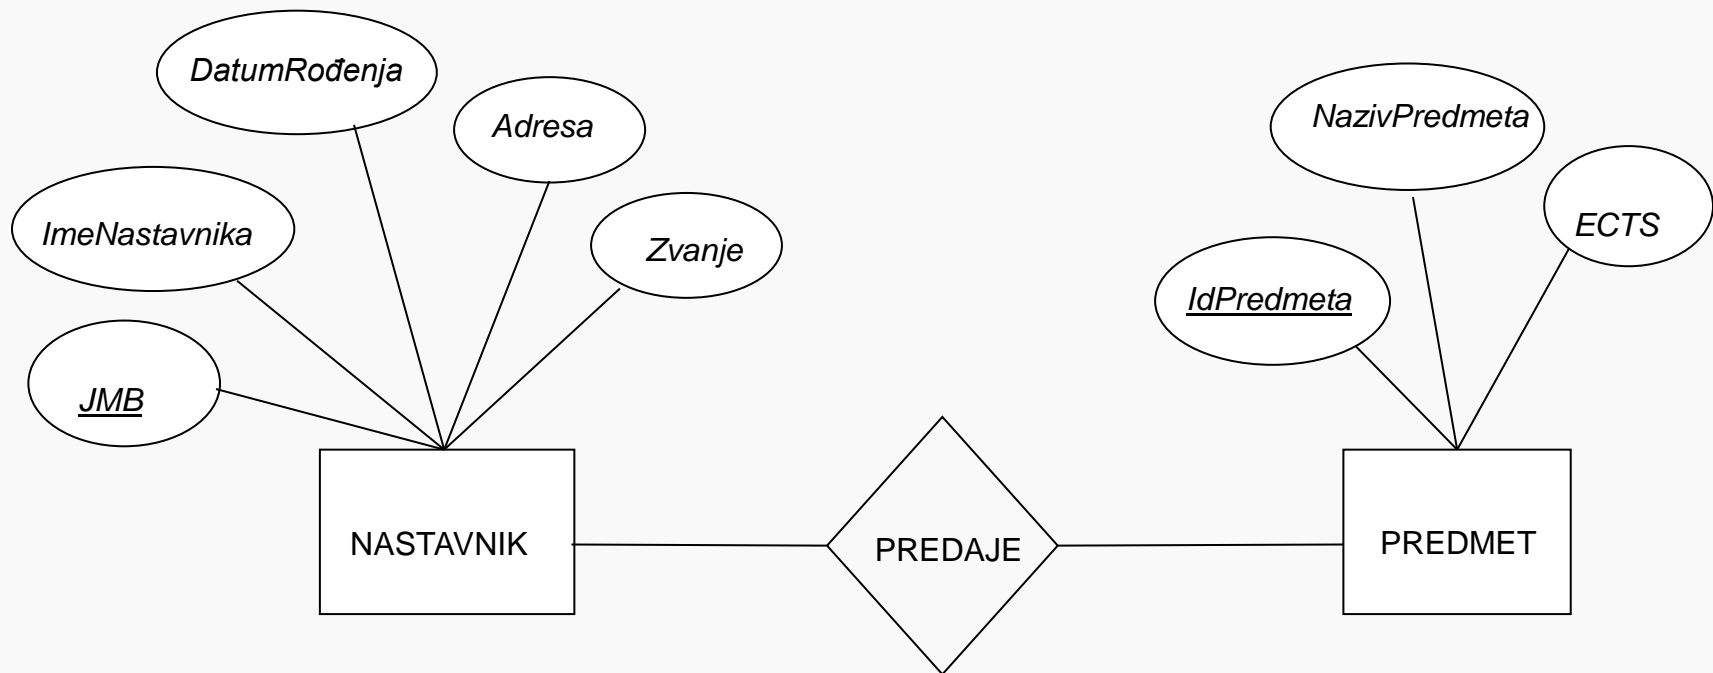 DatumRođenja
Adresa
NazivPredmeta
ImeNastavnika
Zvanje
ECTS
IdPredmeta
JMB
NASTAVNIK
PREDAJE
PREDMET